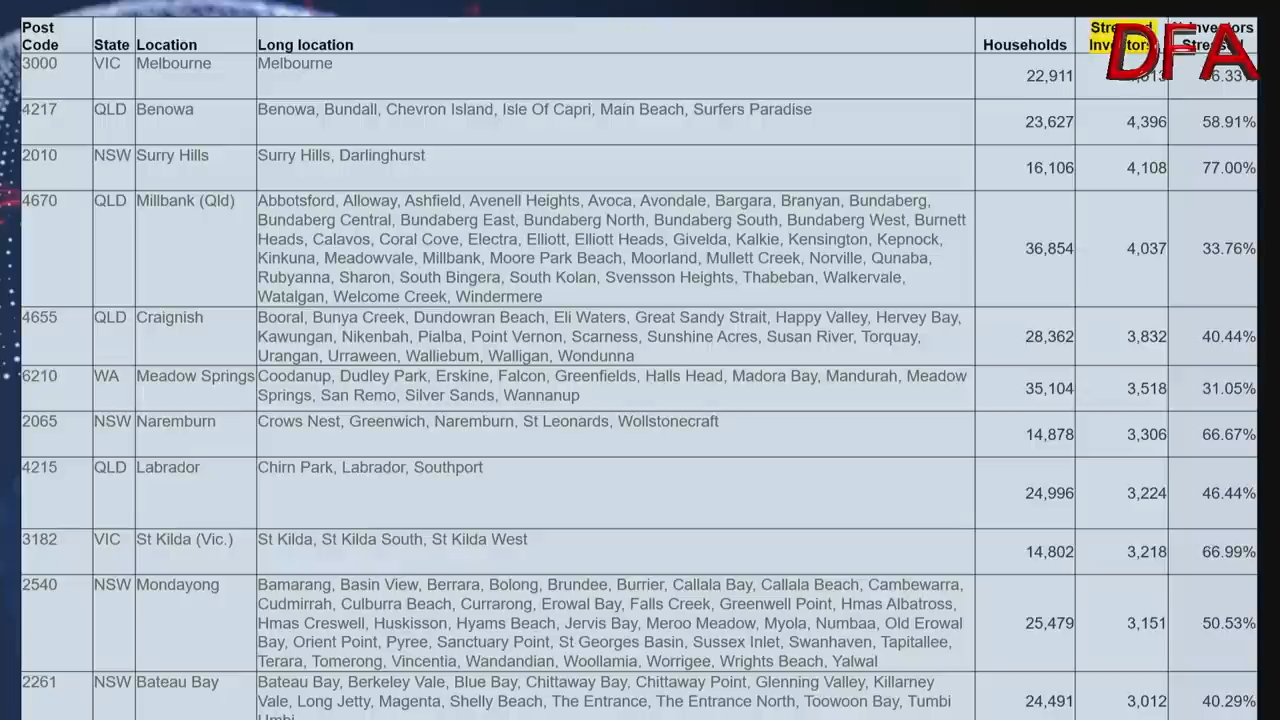 Post Code State Location Long location Households Investors
DFA
3000 VIC Melbourne Melbourne 22,911
4217 QLD Benowa Benowa, Bundall, Chevron Island, Isle Of Capri, Main Beach, Surfers Paradise 23,627 4,396 58.91%
2010 NSW Surry Hills Surry Hills, Darlinghurst 16,106 4,108 77.00%
4670 QLD Millbank (Qld) Abbotsford, Alloway, Ashfield, Avenell Heights, Avoca, Avondale, Bargara, Branyan, Bundaberg,
Bundaberg Central, Bundaberg East, Bundaberg North, Bundaberg South, Bundaberg West, Burnett
Heads, Calavos, Coral Cove, Electra, Elliott, Elliott Heads, Givelda, Kalkie, Kensington, Kepnock,
Kinkuna, Meadowvale, Millbank, Moore Park Beach, Moorland, Mullett Creek, Norville, Qunaba,
Rubyanna, Sharon, South Bingera, South Kolan, Svensson Heights, Thabeban, Walkervale,
Watalgan, Welcome Creek, Windermere
36,854 4,037 33.76%
4655 QLD Craignish Booral, Bunya Creek, Dundowran Beach, Eli Waters, Great Sandy Strait, Happy Valley, Hervey Bay,
Kawungan, Nikenbah, Pialba, Point Vernon, Scarness, Sunshine Acres, Susan River, Torquay,
Urangan, Urraween, Walliebum, Walligan, Wondunna
28,362 3,832 40.44%
6210 WA Meadow Springs Coodanup, Dudley Park, Erskine, Falcon, Greenfields, Halls Head, Madora Bay, Mandurah, Meadow
Springs, San Remo, Silver Sands, Wannanup
35,104 3,518 31.05%
2065 NSW Naremburn Crows Nest, Greenwich, Naremburn, St Leonards, Wollstonecraft 14,878 3,306 66.67%
4215 QLD Labrador Chirn Park, Labrador, Southport 24,996 3,224 46.44%
3182 VIC St Kilda (Vic.) St Kilda, St Kilda South, St Kilda West 14,802 3,218 66.99%
2540 NSW Mondayong Bamarang, Basin View, Berrara, Bolong, Brundee, Burrier, Callala Bay, Callala Beach, Cambewarra,
Cudmirrah, Culburra Beach, Currarong, Erowal Bay, Falls Creek, Greenwell Point, Hmas Albatross,
Hmas Creswell, Huskisson, Hyams Beach, Jervis Bay, Meroo Meadow, Myola, Numbaa, Old Erowal
Bay, Orient Point, Pyree, Sanctuary Point, St Georges Basin, Sussex Inlet, Swanhaven, Tapitallee,
Terara, Tomerong, Vincentia, Wandandian, Woollamia, Worrigee, Wrights Beach, Yalwal
25,479 3,151 50.53%
2261 NSW Bateau Bay Bateau Bay, Berkeley Vale, Blue Bay, Chittaway Bay, Chittaway Point, Glenning Valley, Killarney
Vale, Long Jetty, Magenta, Shelly Beach, The Entrance, The Entrance North, Toowoon Bay, Tumbi
24,491 3,012 40.29%